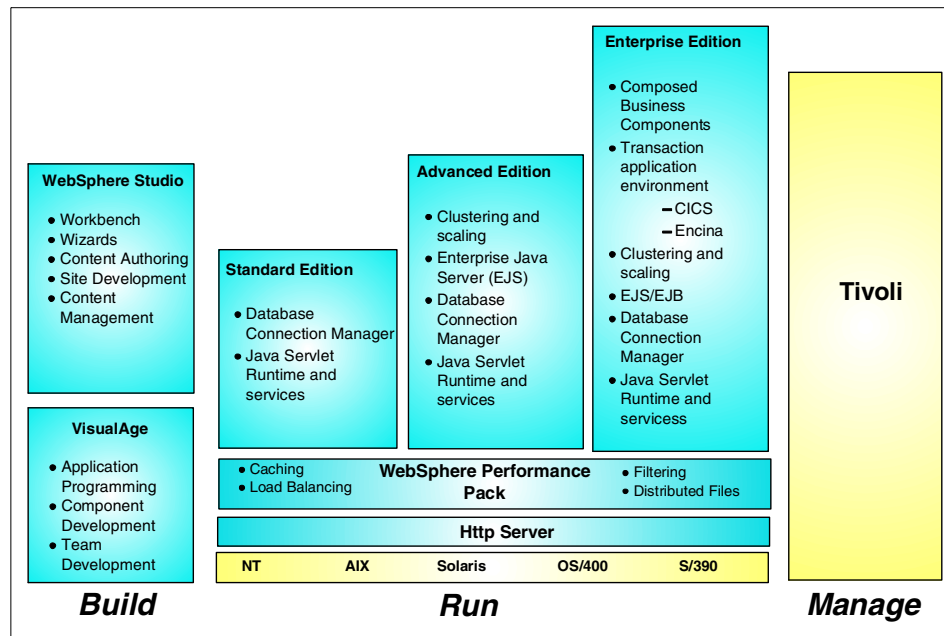 WebSphere Studio
• Workbench
• Wizards
• Content Authoring
• Site Development
• Content
Management
VisualAge
• Application
Programming
• Component
Development
• Team
Development
Build
Standard Edition
• Database
Connection Manager
• Java Servlet
Runtime and
services
Advanced Edition
• Clustering and
scaling
• Enterprise Java
Server (EJS)
• Database
Connection
Manager
• Java Servlet
Runtime and
services
Enterprise Edition
• Composed
Business
Components
• Transaction
application
environment
– CICS
– Encina
• Clustering and
scaling
• EJS/EJB
• Database
Connection
Manager
• Java Servlet
Runtime and
servicess
• Caching
• Load Balancing
WebSphere Performance
Pack
• Filtering
• Distributed Files
Http Server
NT AIX Solaris OS/400 S/390
Run
Tivoli
Manage